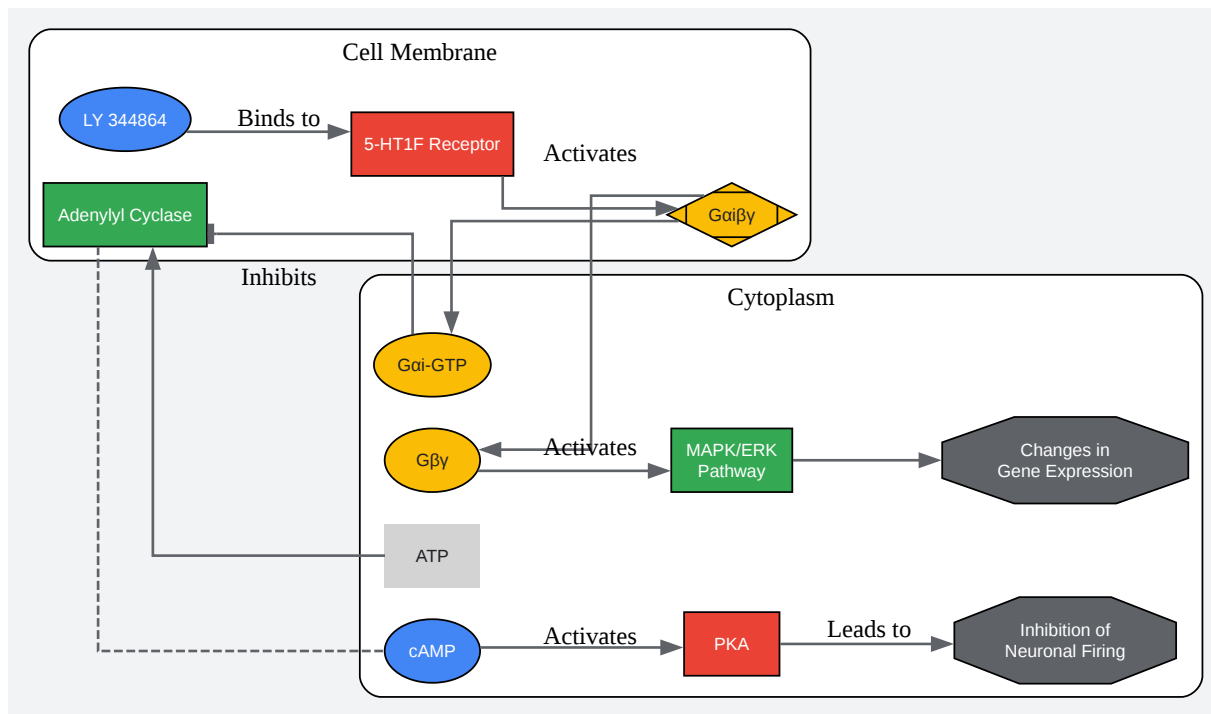 Cell Membrane
LY 344864
Binds to
5-HT1F Receptor
Activates
Adenylyl Cyclase
Gαiβγ
Inhibits
Cytoplasm
Gαi-GTP
Gβγ
Activates
MAPK/ERK
Pathway
Changes in
Gene Expression
ATP
cAMP
Activates
PKA
Leads to
Inhibition of
Neuronal Firing